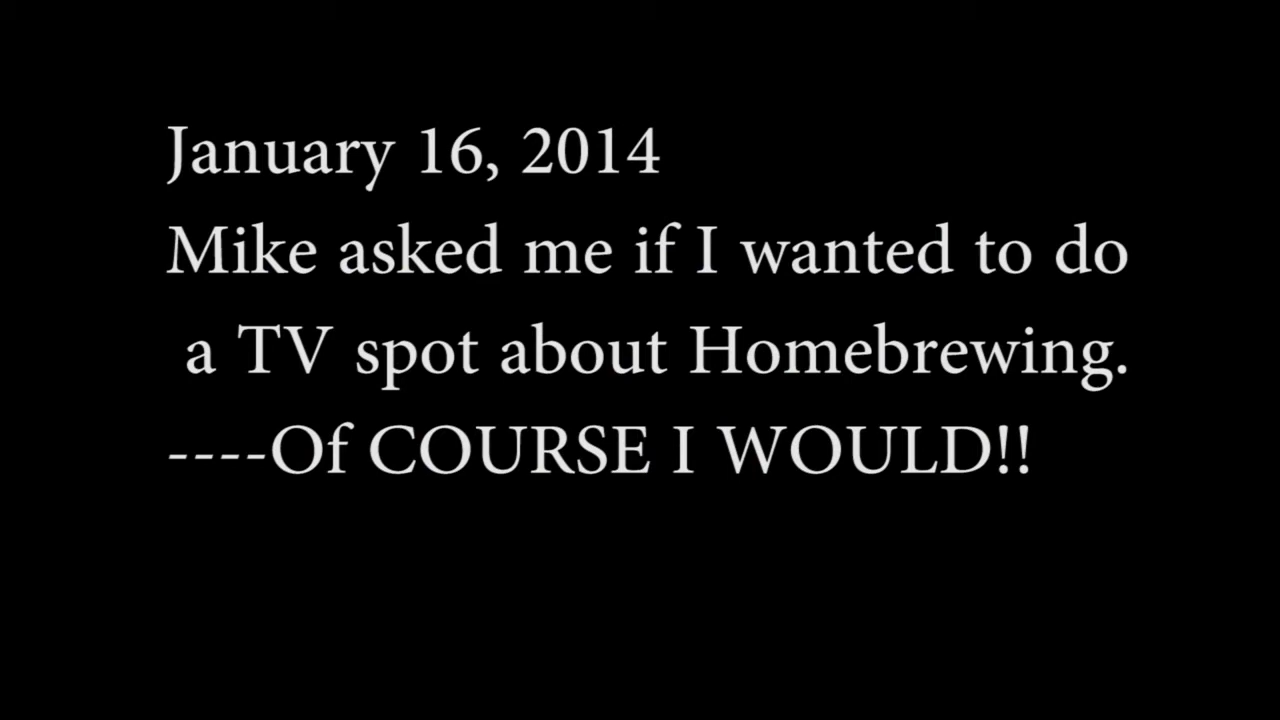 January 16, 2014
Mike asked me if I wanted to do
a TV spot about Homebrewing.
----Of COURSE I WOULD!!